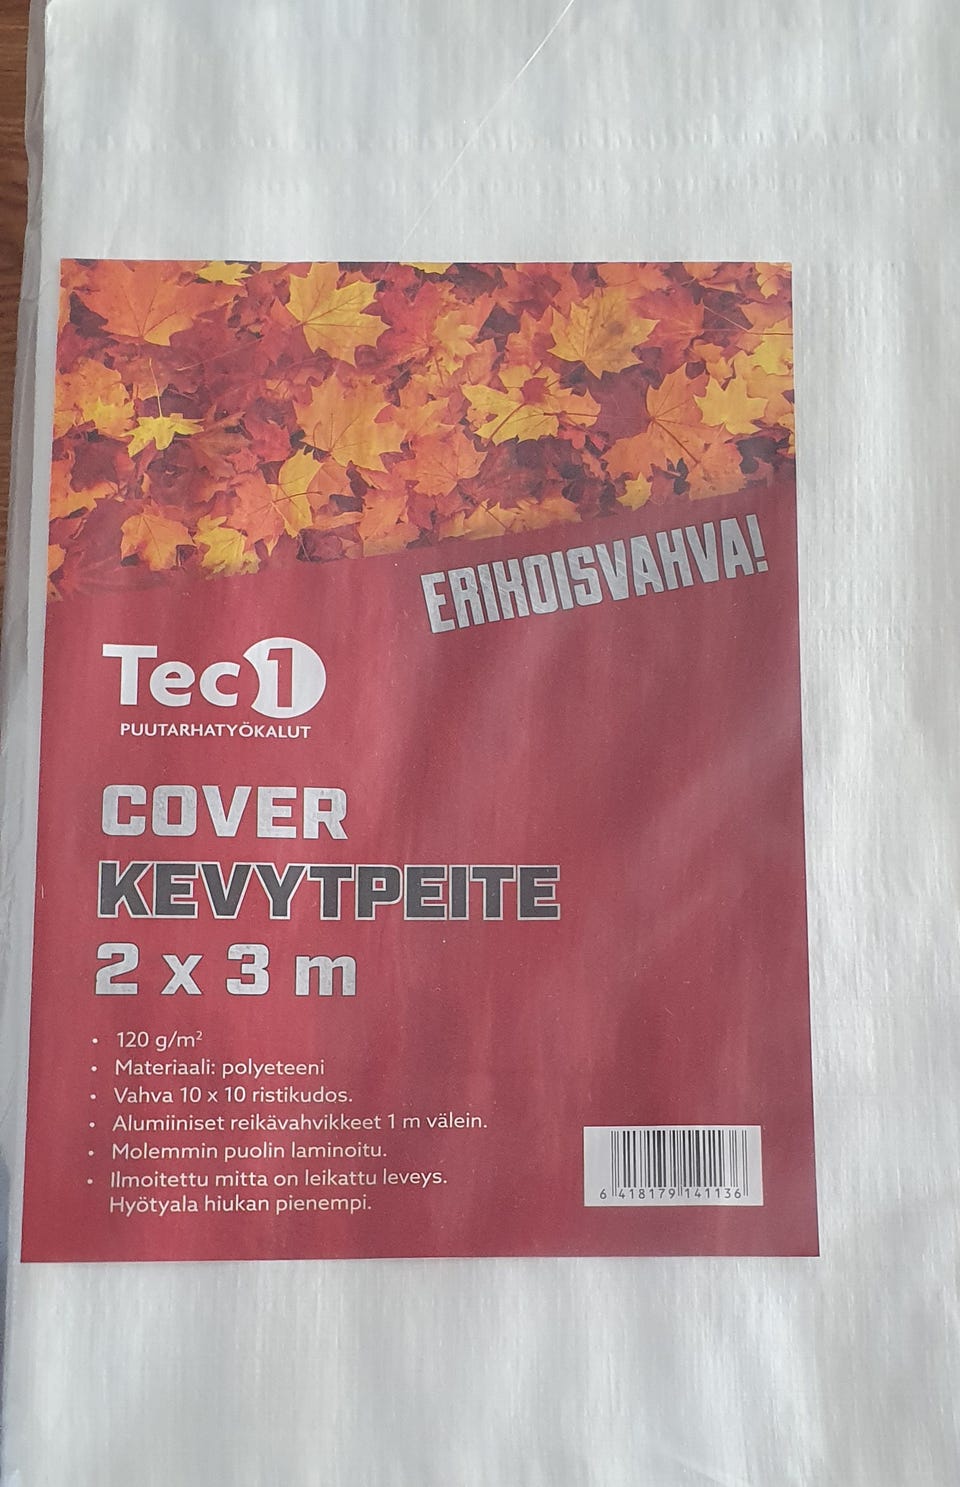 ERIKOISVAHVA!
Tec1
PUUTARHATYÖKALUT
COVER
KEVYTPEITE
2 x 3 m
• 120 g/m²
• Materiaali: polyeteeni
• Vahva 10 x 10 ristikudos.
• Alumiiniset reikävahvikkeet 1 m välein.
• Molemmin puolin laminoitu.
• Ilmoitettu mitta on leikattu leveys.
Hyötyala hiukan pienempi.
6 418179 141136